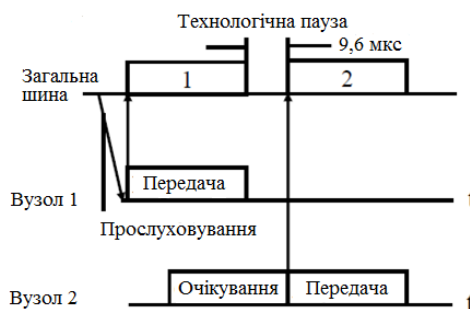 Технологічна пауза
9,6 мкс
Загальна
шина
1
2
Передача
Вузол 1
t
Прослуховування
Очікування
Передача
Вузол 2
t